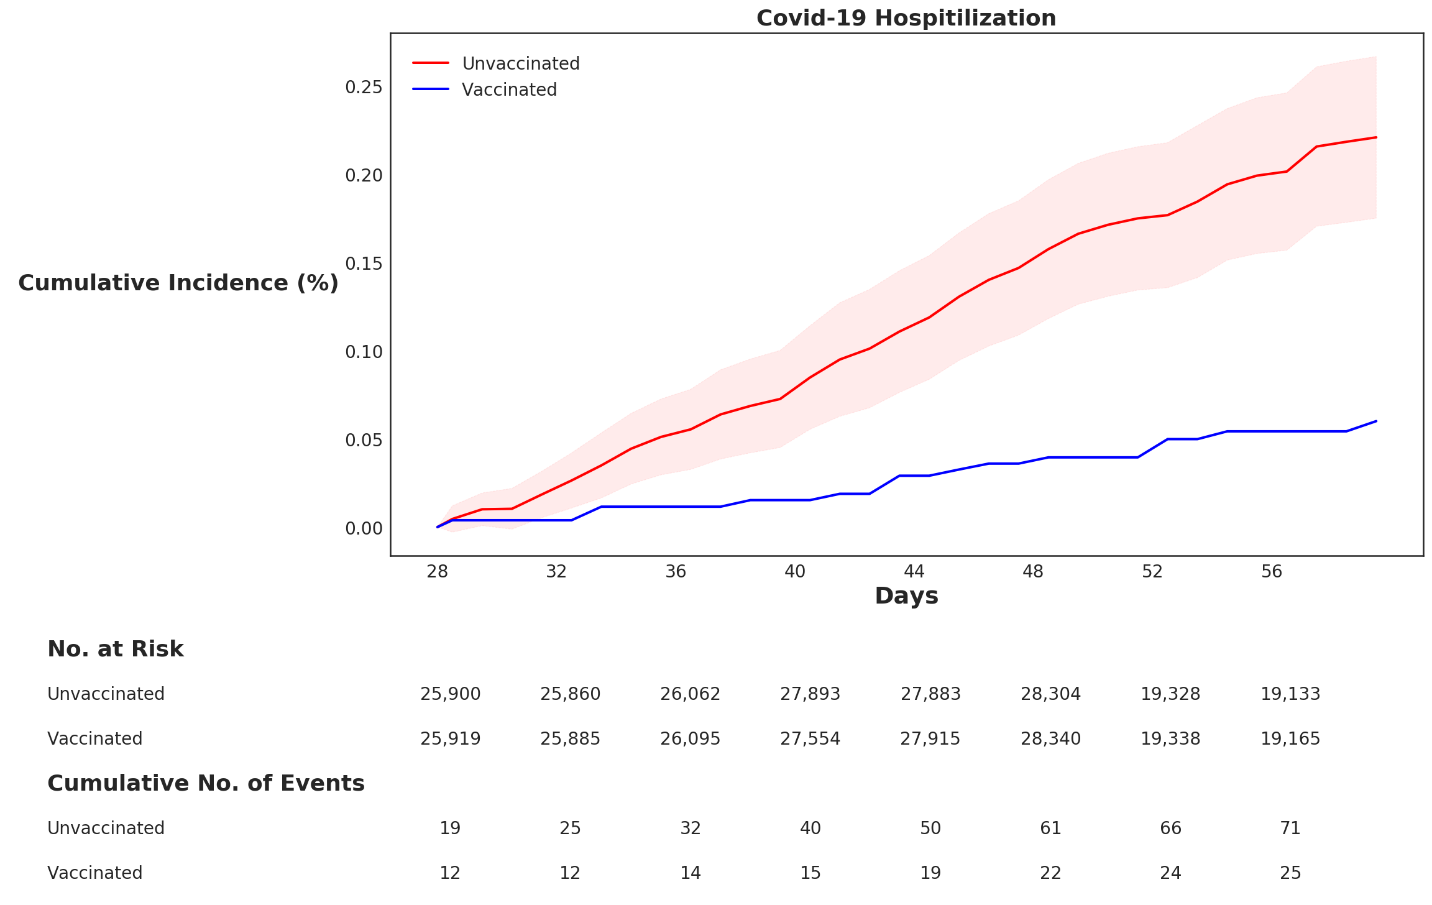 Covid-19 Hospitilization
Unvaccinated
Vaccinated
0.25
0.20
0.15
0.10
0.05
0.00
Cumulative Incidence (%)
28 32 36 40 44 48 52 56
Days
No. at Risk
Unvaccinated 25,900 25,860 26,062 27,893 27,883 28,304 19,328 19,133
Vaccinated 25,919 25,885 26,095 27,554 27,915 28,340 19,338 19,165
Cumulative No. of Events
Unvaccinated 19 25 32 40 50 61 66 71
Vaccinated 12 12 14 15 19 22 24 25